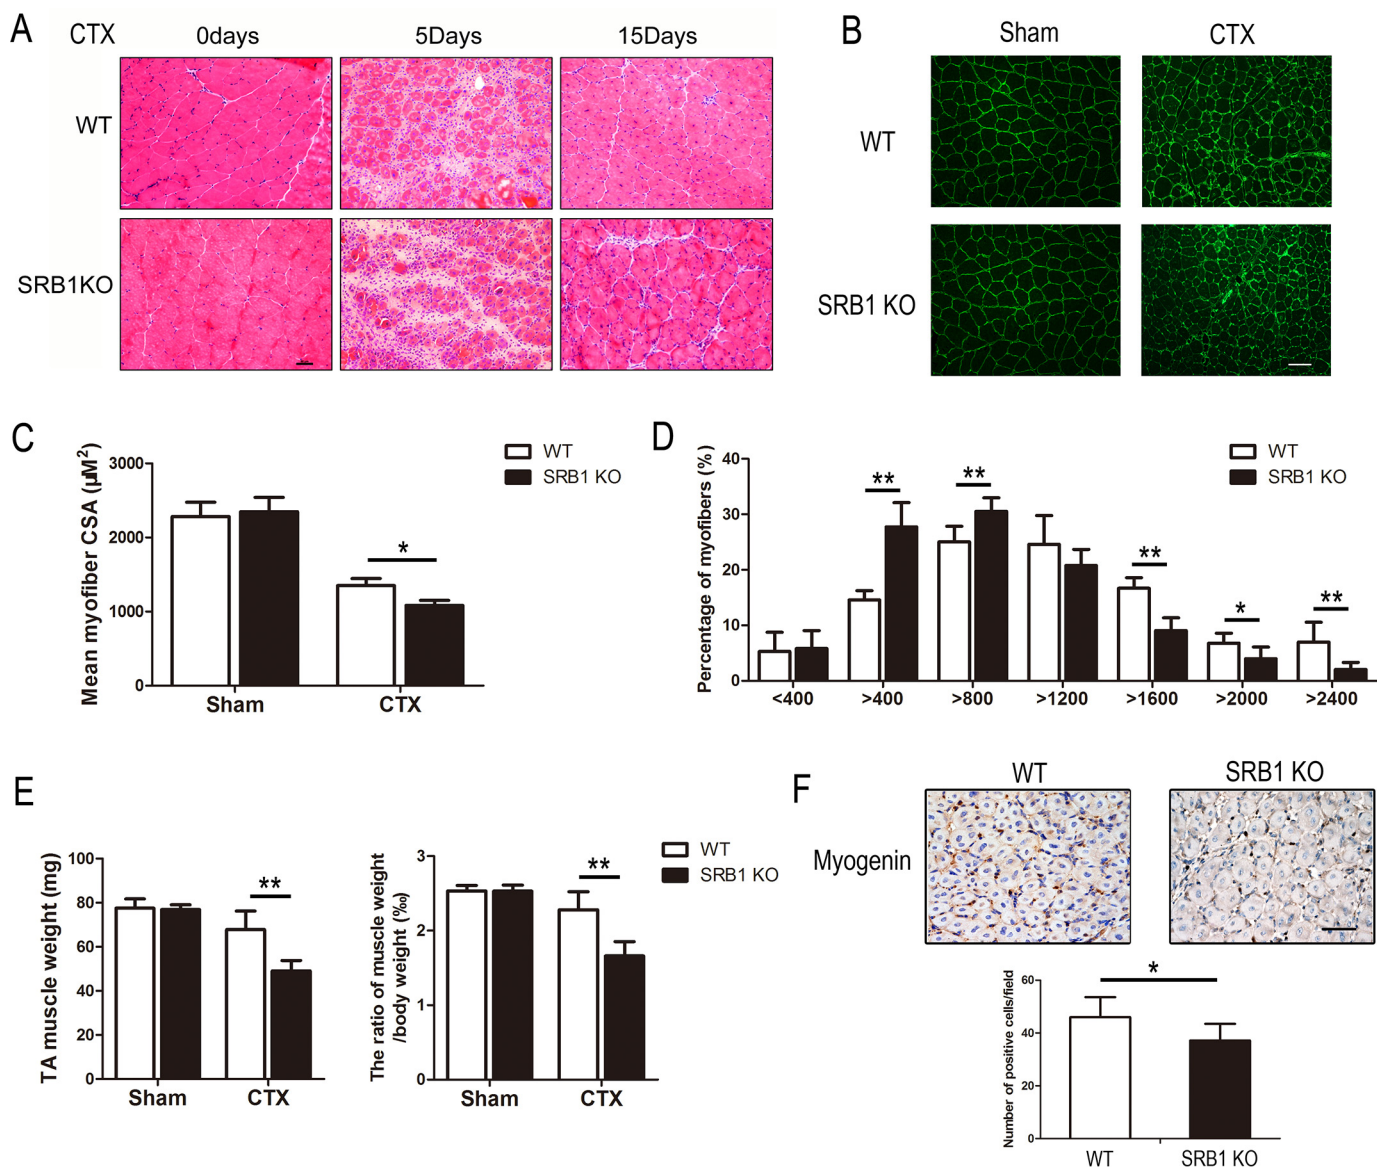 A
CTX
0days
5Days
15Days
WT
SRB1KO
B
Sham
CTX
WT
SRB1 KO
C
Mean myofiber CSA (µM²)
3000
2000
1000
0
*
Sham
CTX
WT
SRB1 KO
D
Percentage of myofibers (%)
40
30
20
10
0
**
**
**
*
**
<400
>400
>800
>1200
>1600
>2000
>2400
WT
SRB1 KO
E
TA muscle weight (mg)
100
80
60
40
20
0
**
Sham
CTX
The ratio of muscle weight
/body weight (‰)
3
2
1
0
**
Sham
CTX
WT
SRB1 KO
F
WT
SRB1 KO
Myogenin
Number of positive cells/field
60
40
20
0
*
WT
SRB1 KO